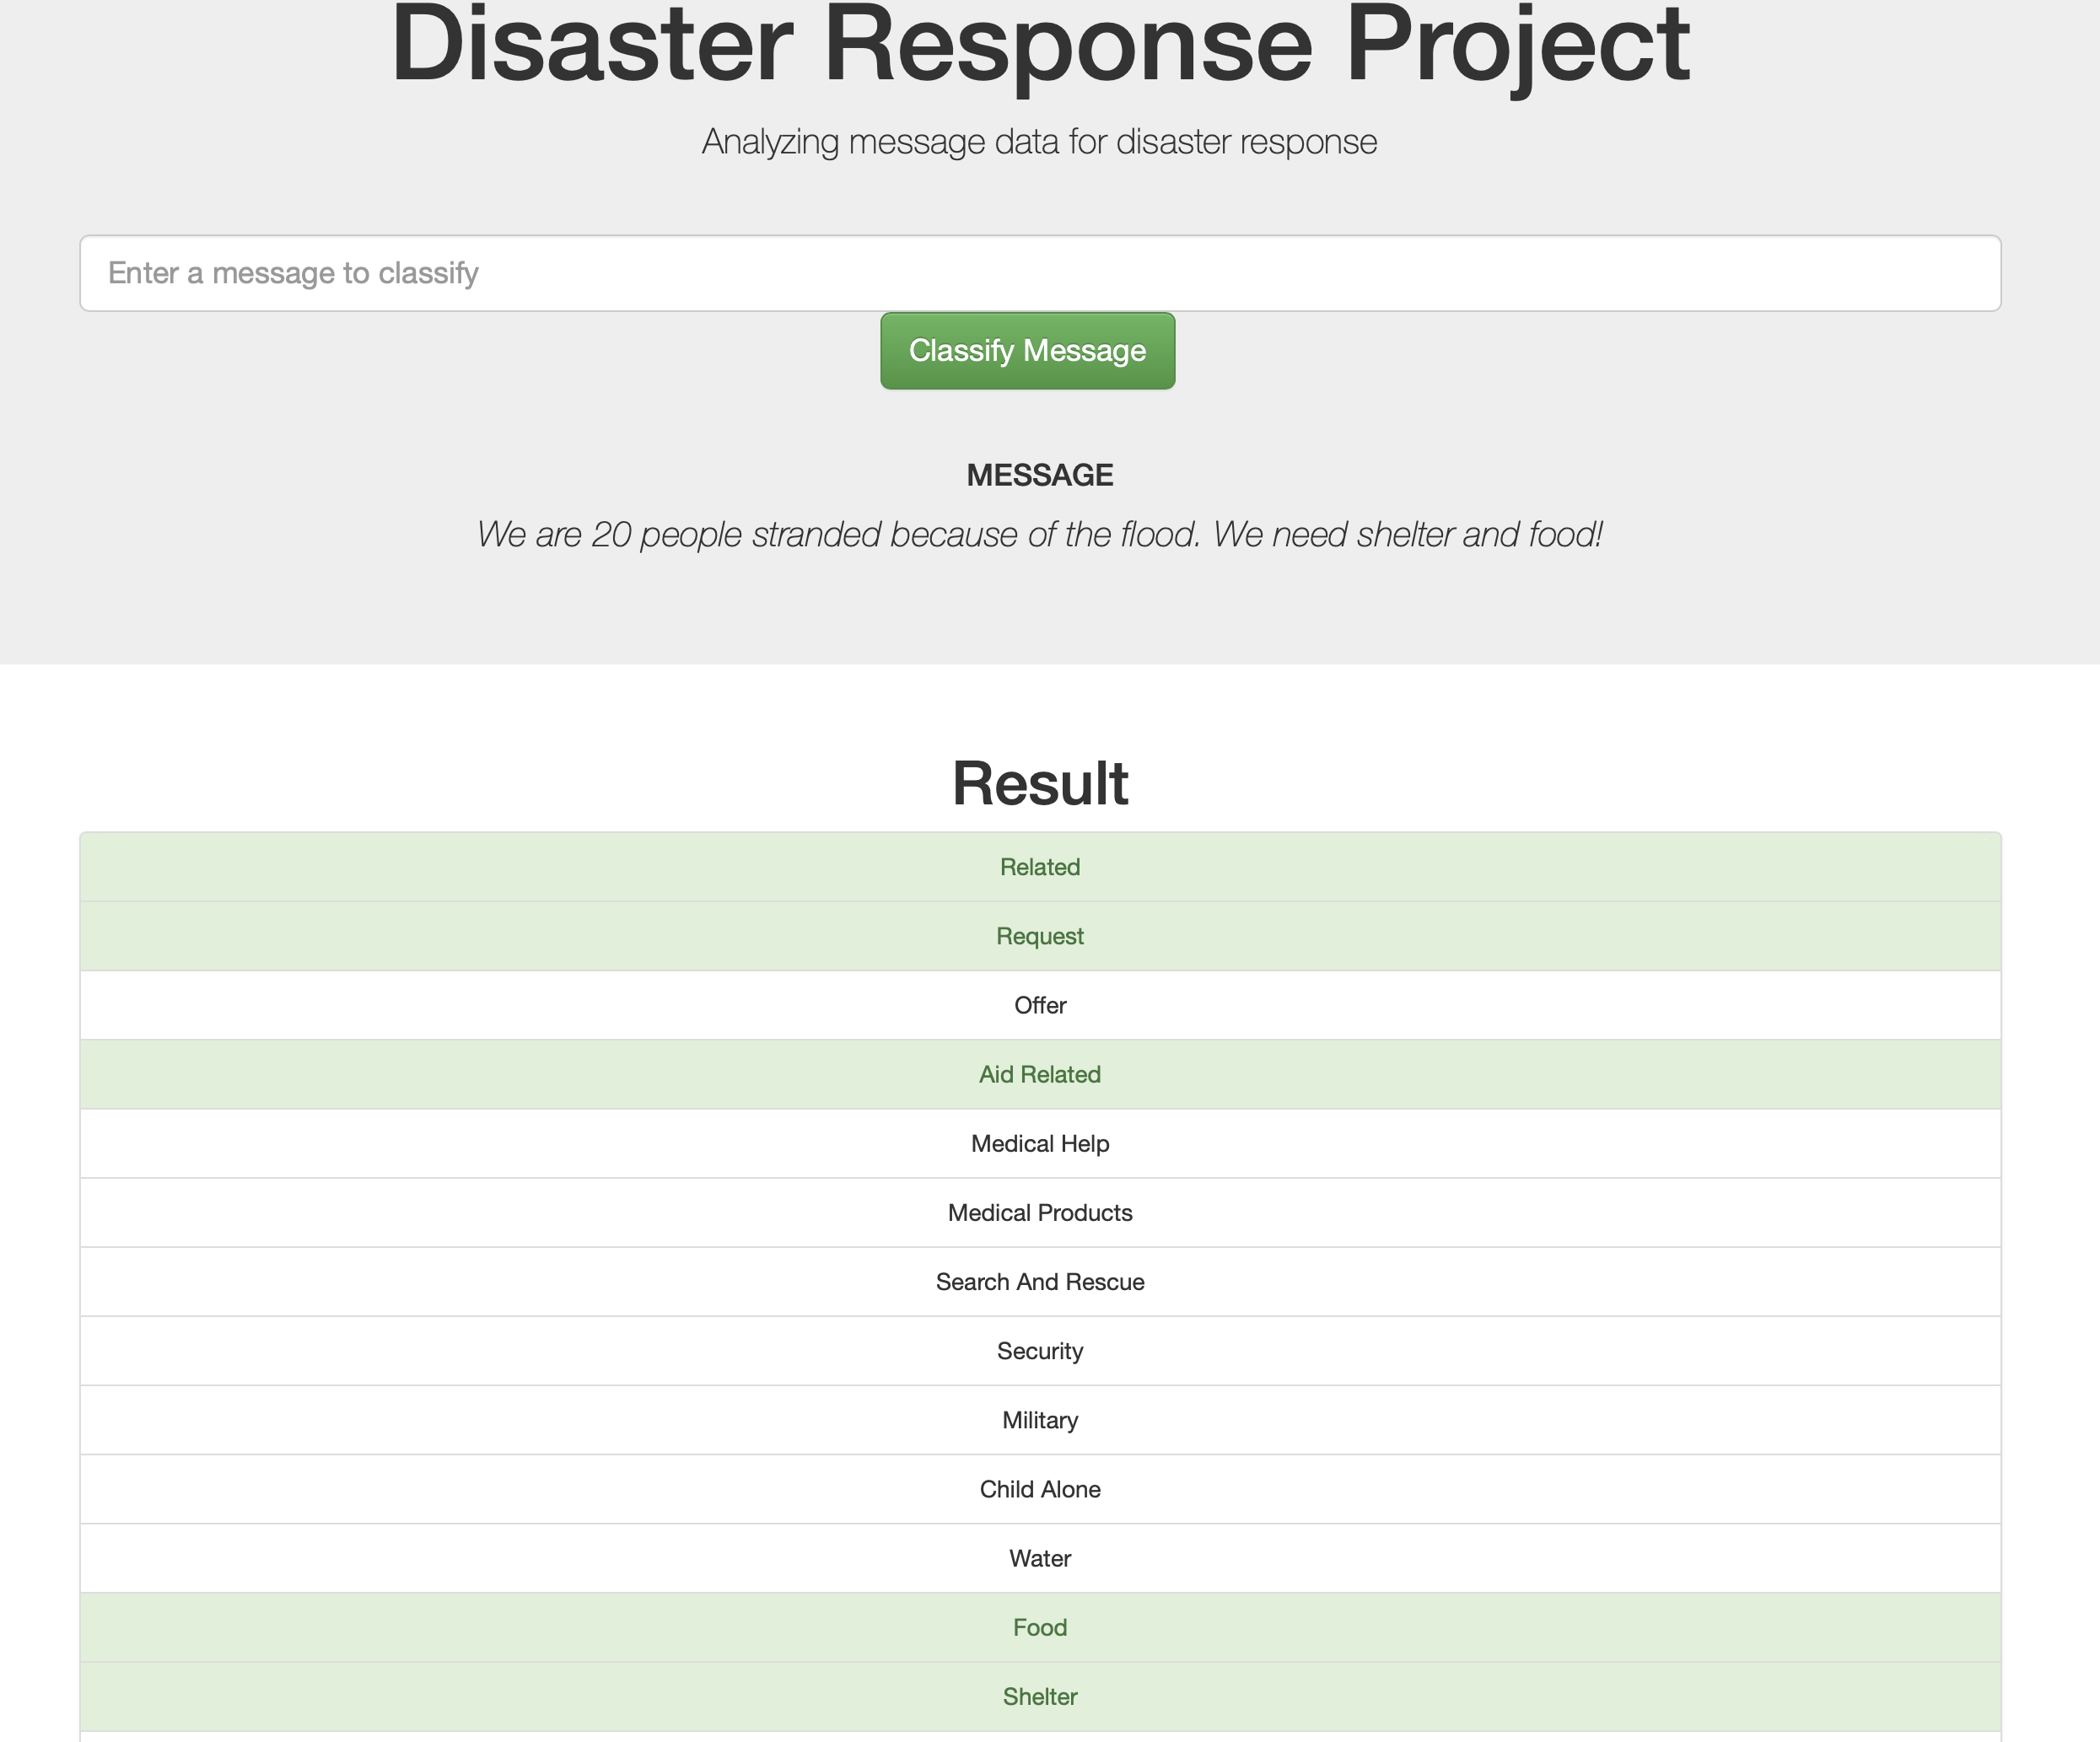 Disaster Response Project
Analyzing message data for disaster response
Enter a message to classify
Classify Message
MESSAGE
We are 20 people stranded because of the flood. We need shelter and food!
Result
Related
Request
Offer
Aid Related
Medical Help
Medical Products
Search And Rescue
Security
Military
Child Alone
Water
Food
Shelter